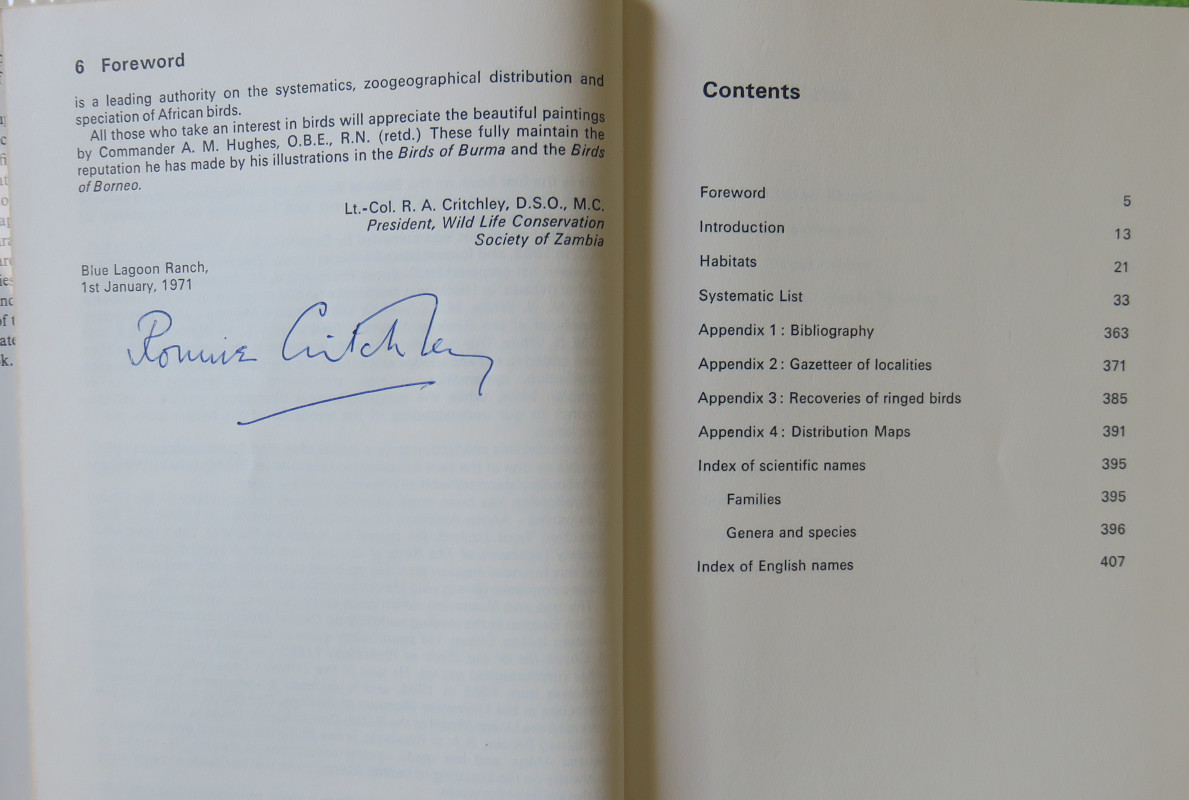 6 Foreword
is a leading authority on the systematics, zoogeographical distribution and
speciation of African birds.
All those who take an interest in birds will appreciate the beautiful paintings
by Commander A. M. Hughes, O.B.E., R.N. (retd.) These fully maintain the
reputation he has made by his illustrations in the Birds of Burma and the Birds
of Borneo.
Lt.-Col. R. A. Critchley, D.S.O., M.C.
President, Wild Life Conservation
Society of Zambia
Blue Lagoon Ranch,
1st January, 1971
Ronnie Critchley
Contents
Foreword 5
Introduction 13
Habitats 21
Systematic List 33
Appendix 1: Bibliography 363
Appendix 2: Gazetteer of localities 371
Appendix 3: Recoveries of ringed birds 385
Appendix 4: Distribution Maps 391
Index of scientific names 395
Families 395
Genera and species 396
Index of English names 407